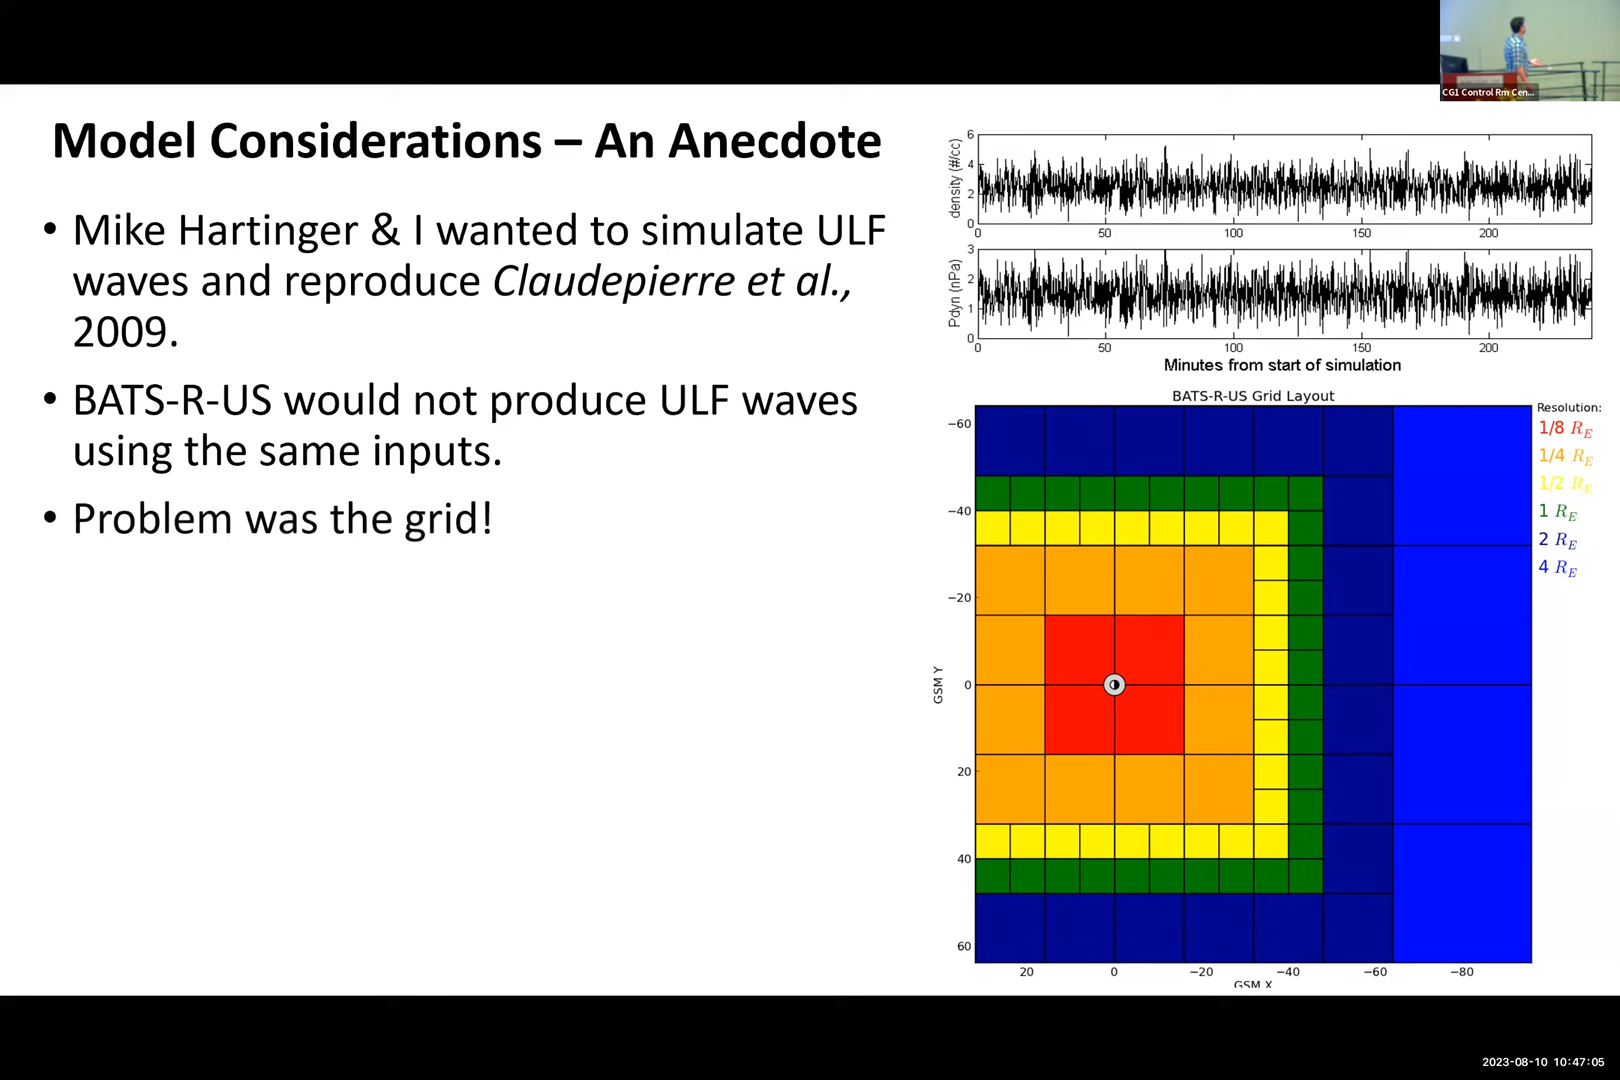 CG1 Control Rm Cen...
Model Considerations – An Anecdote
• Mike Hartinger & I wanted to simulate ULF
waves and reproduce Claudepierre et al.,
2009.
• BATS-R-US would not produce ULF waves
using the same inputs.
• Problem was the grid!
density (#/cc)
6
4
2
0
0 50 100 150 200
Pdyn (nPa)
3
2
1
0
0 50 100 150 200
Minutes from start of simulation
BATS-R-US Grid Layout
Resolution:
1/8 RE
1/4 RE
1/2 RE
1 RE
2 RE
4 RE
GSM Y
−60
−40
−20
0
20
40
60
20 0 −20 −40 −60 −80
GSM X
2023-08-10 10:47:05